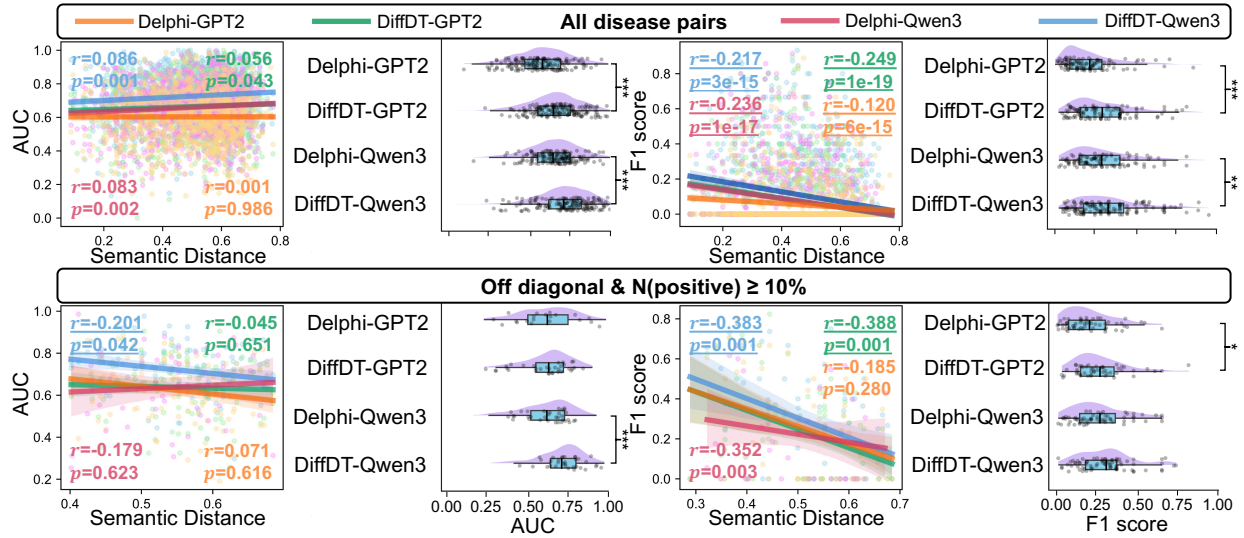 Delphi-GPT2 DiffDT-GPT2 All disease pairs Delphi-Qwen3 DiffDT-Qwen3
AUC
1.0
0.8
0.6
0.4
0.2
0.0
r=0.086
p=0.001
r=0.056
p=0.043
r=0.083
p=0.002
r=0.001
p=0.986
0.2 0.4 0.6 0.8
Semantic Distance
Delphi-GPT2
DiffDT-GPT2
Delphi-Qwen3
DiffDT-Qwen3
***
***
F1 score
0.8
0.6
0.4
0.2
0.0
r=-0.217
p=3e-15
r=-0.249
p=1e-19
r=-0.236
p=1e-17
r=-0.120
p=6e-15
0.2 0.4 0.6 0.8
Semantic Distance
Delphi-GPT2
DiffDT-GPT2
Delphi-Qwen3
DiffDT-Qwen3
***
**
Off diagonal & N(positive) ≥ 10%
AUC
1.0
0.8
0.6
0.4
0.2
r=-0.201
p=0.042
r=-0.045
p=0.651
r=-0.179
p=0.623
r=0.071
p=0.616
0.4 0.5 0.6
Semantic Distance
Delphi-GPT2
DiffDT-GPT2
Delphi-Qwen3
DiffDT-Qwen3
***
0.00 0.25 0.50 0.75 1.00
AUC
F1 score
0.8
0.6
0.4
0.2
0.0
r=-0.383
p=0.001
r=-0.388
p=0.001
r=-0.185
p=0.280
r=-0.352
p=0.003
0.3 0.4 0.5 0.6 0.7
Semantic Distance
Delphi-GPT2
DiffDT-GPT2
Delphi-Qwen3
DiffDT-Qwen3
*
0.00 0.25 0.50 0.75 1.00
F1 score